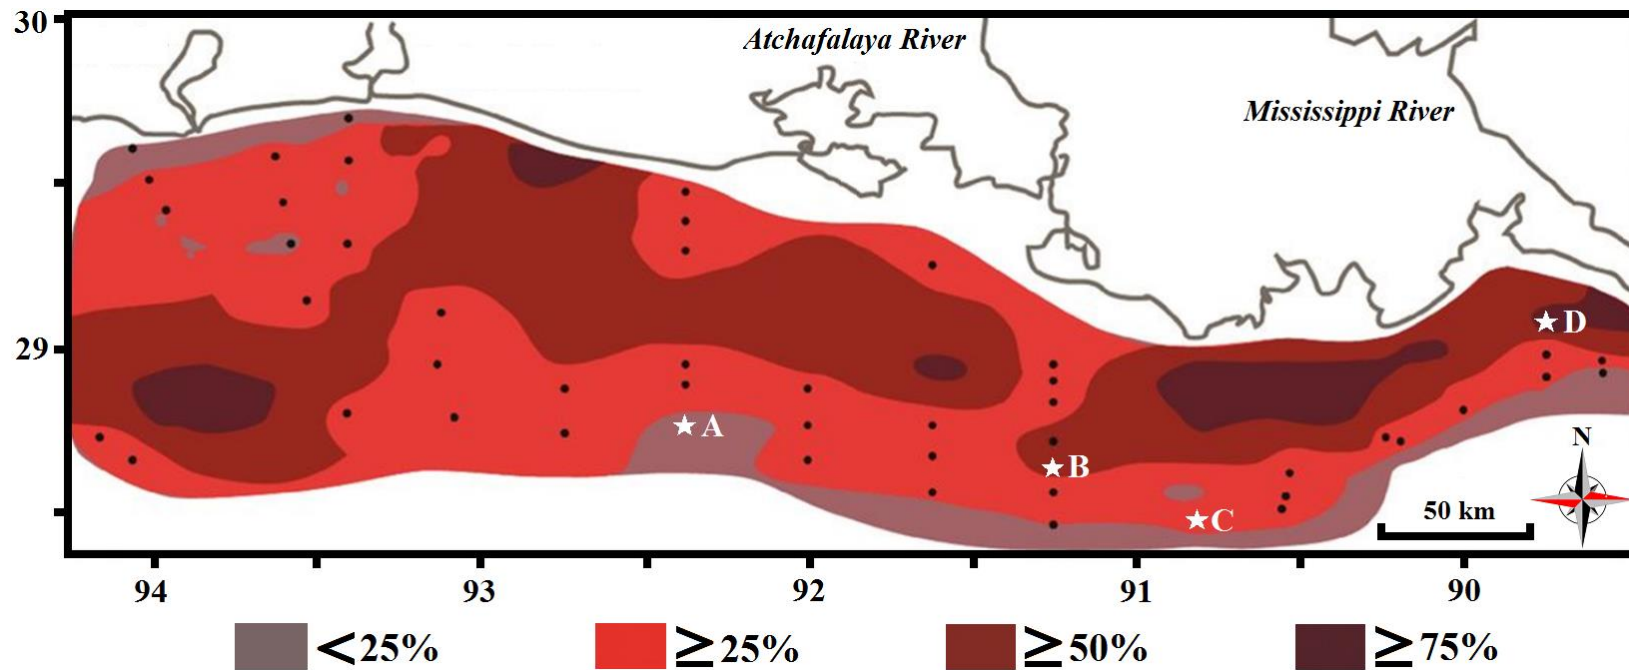 30
Atchafalaya River
Mississippi River
29
D
A
B
C
N
50 km
94 93 92 91 90
<25% ≥25% ≥50% ≥75%